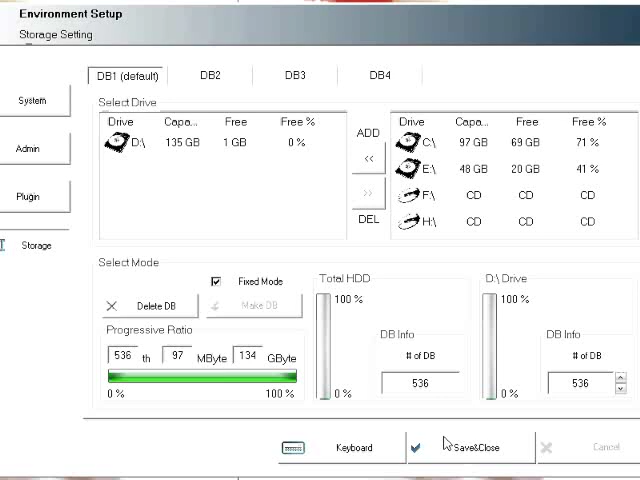 Environment Setup
Storage Setting
System
Admin
Plugin
Storage
DB1 (default) DB2 DB3 DB4
Select Drive
Drive Capa... Free Free %
D:\ 135 GB 1 GB 0 %
ADD
<<
>>
DEL
Drive Capa... Free Free %
C:\ 97 GB 69 GB 71 %
E:\ 48 GB 20 GB 41 %
F:\ CD CD CD
H:\ CD CD CD
Select Mode
Fixed Mode
Delete DB Make DB
Progressive Ratio
536 th 97 MByte 134 GByte
0 % 100 %
Total HDD
100 %
DB Info
# of DB
536
0 %
D:\ Drive
100 %
DB Info
# of DB
536
0 %
Keyboard Save&Close Cancel